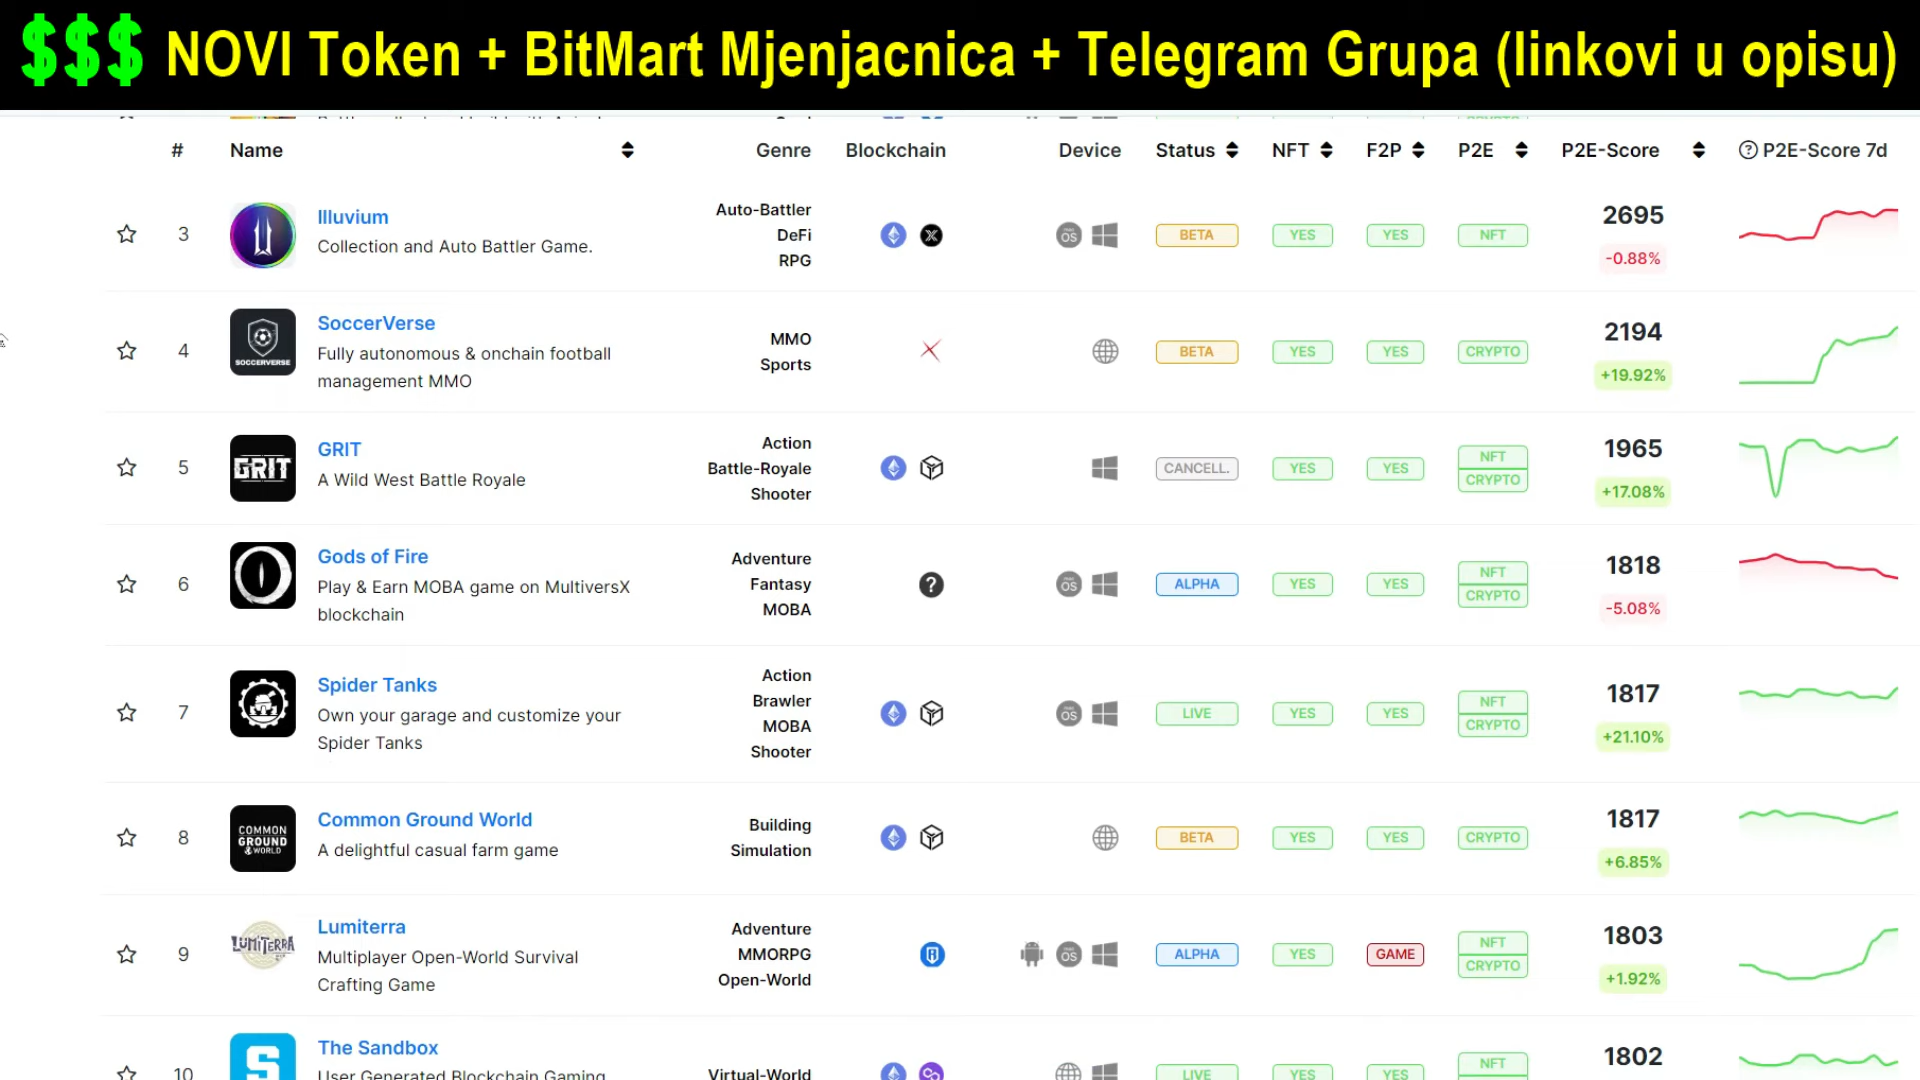 $$$ NOVI Token + BitMart Mjenjacnica + Telegram Grupa (linkovi u opisu)
# Name Genre Blockchain Device Status NFT F2P P2E P2E-Score P2E-Score 7d
3 Illuvium
Collection and Auto Battler Game.
Auto-Battler
DeFi
RPG
BETA YES YES NFT
2695
-0.88%
SOCCERVERSE
4 SoccerVerse
Fully autonomous & onchain football
management MMO
MMO
Sports
BETA YES YES CRYPTO
2194
+19.92%
GRIT
5 GRIT
A Wild West Battle Royale
Action
Battle-Royale
Shooter
CANCELL. YES YES NFT
CRYPTO
1965
+17.08%
6 Gods of Fire
Play & Earn MOBA game on MultiversX
blockchain
Adventure
Fantasy
MOBA
ALPHA YES YES NFT
CRYPTO
1818
-5.08%
7 Spider Tanks
Own your garage and customize your
Spider Tanks
Action
Brawler
MOBA
Shooter
LIVE YES YES NFT
CRYPTO
1817
+21.10%
COMMON
GROUND
WORLD
8 Common Ground World
A delightful casual farm game
Building
Simulation
BETA YES YES CRYPTO
1817
+6.85%
LUMITERRA
9 Lumiterra
Multiplayer Open-World Survival
Crafting Game
Adventure
MMORPG
Open-World
ALPHA YES GAME NFT
CRYPTO
1803
+1.92%
10 The Sandbox
User Generated Blockchain Gaming
Virtual-World
LIVE YES YES NFT
1802